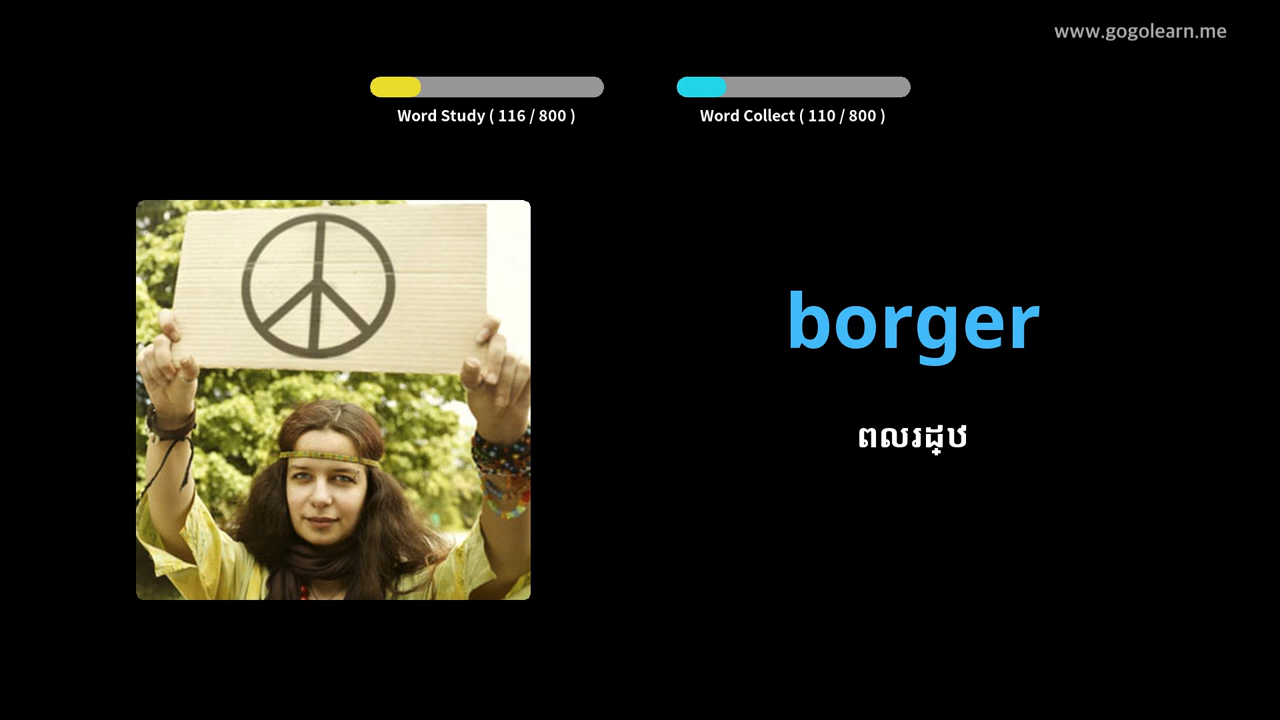 www.gogolearn.me
Word Study ( 116 / 800 )
Word Collect ( 110 / 800 )
borger
ពលរដ្ឋ